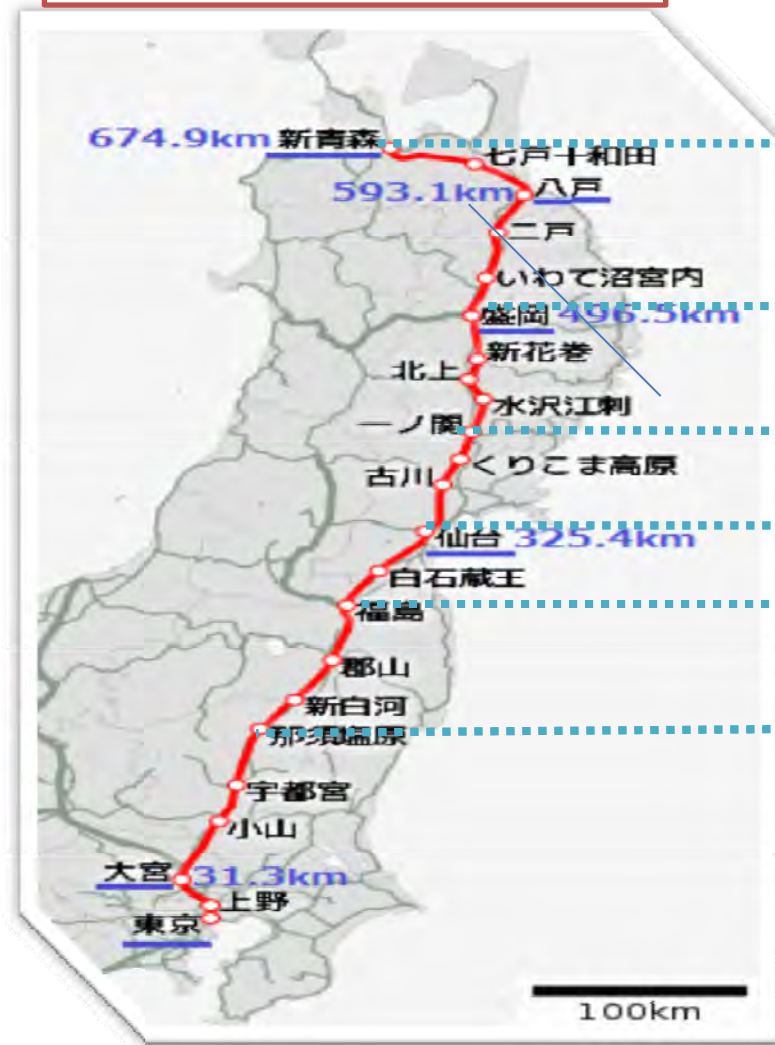 674.9km 新青森
七戸十和田
593.1km 八戸
二戸
いわて沼宮内
盛岡 496.5km
新花巻
北上
水沢江刺
一ノ関
くりこま高原
古川
仙台 325.4km
白石蔵王
福島
郡山
新白河
那須塩原
宇都宮
小山
大宮 31.3km
上野
東京
100km